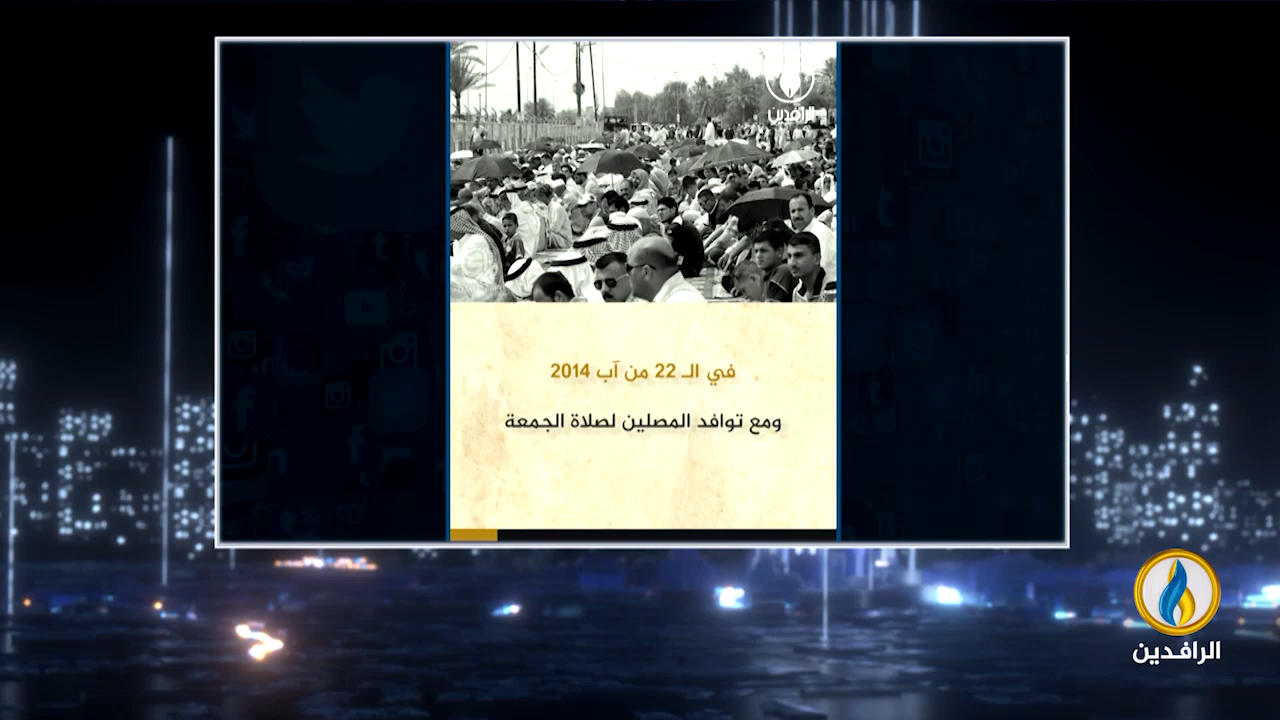 الرافدين
في الـ 22 من آب 2014
ومع توافد المصلين لصلاة الجمعة
الرافدين